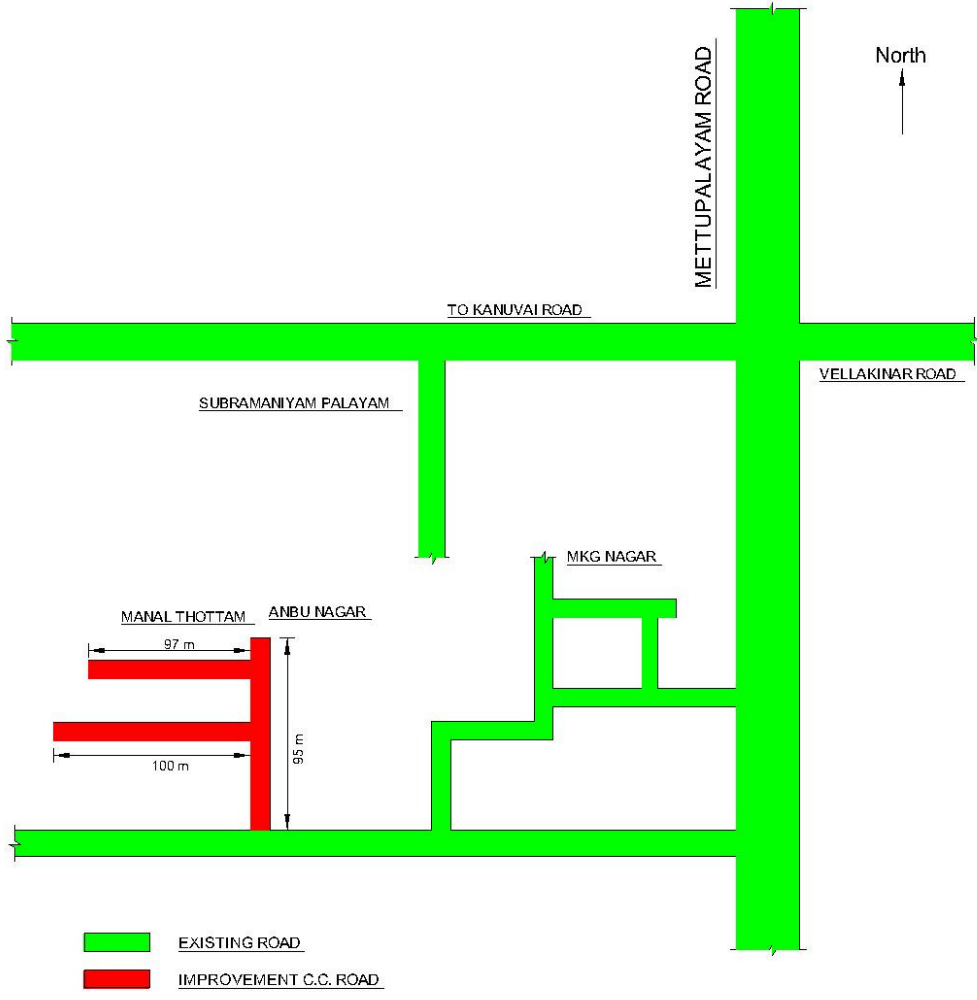 North
METTUPALAYAM ROAD
TO KANUVAI ROAD
VELLAKINAR ROAD
SUBRAMANIYAM PALAYAM
MKG NAGAR
MANAL THOTTAM
ANBU NAGAR
97 m
95 m
100 m
EXISTING ROAD
IMPROVEMENT C.C. ROAD